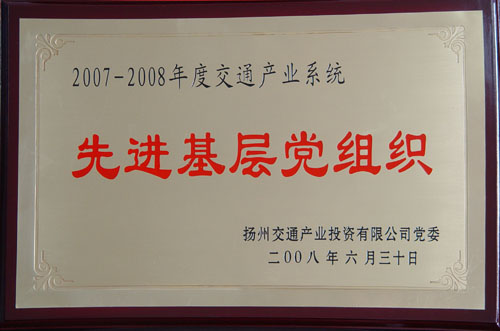 2007-2008年度交通产业系统
先进基层党组织
扬州交通产业投资有限公司党委
二00八年六月三十日